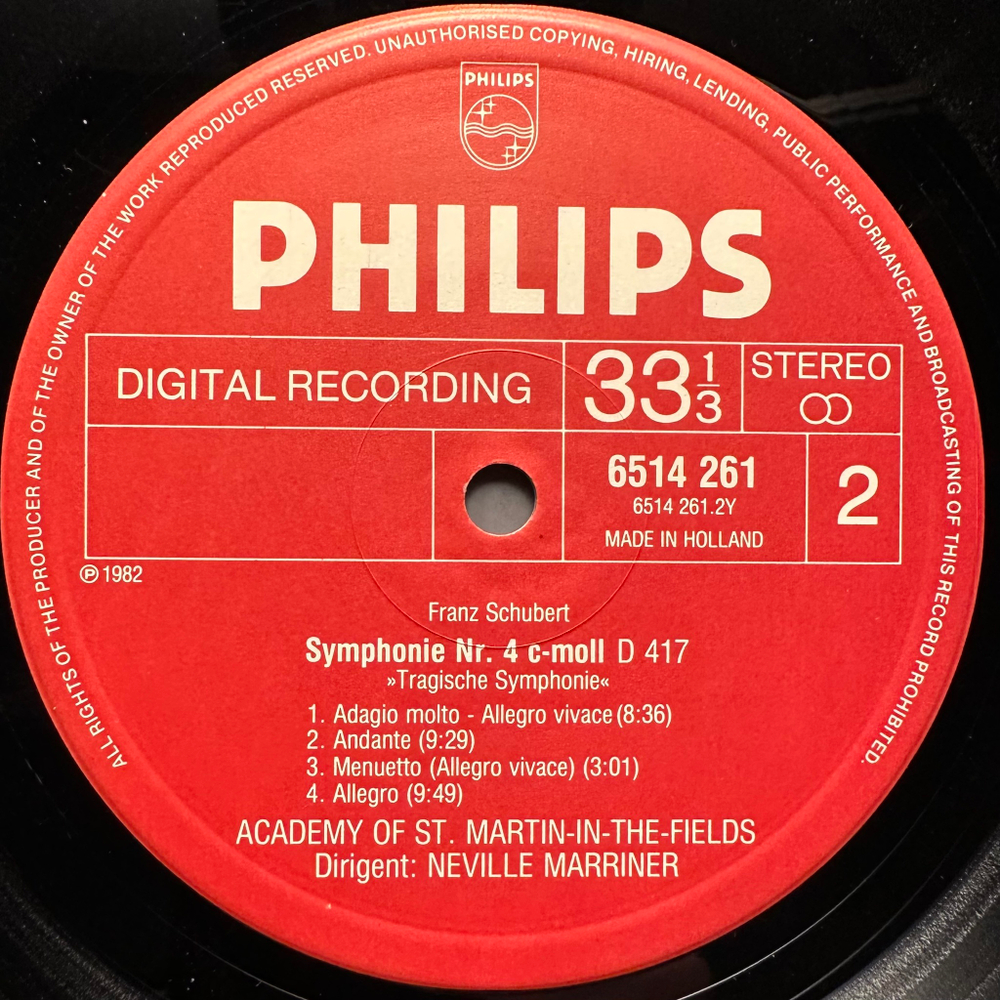 ALL RIGHTS OF THE PRODUCER AND OF THE OWNER OF THE WORK REPRODUCED RESERVED. UNAUTHORISED COPYING, HIRING, LENDING, PUBLIC PERFORMANCE AND BROADCASTING OF THIS RECORD PROHIBITED.
PHILIPS
PHILIPS
DIGITAL RECORDING
33 1/3
STEREO
6514 261
6514 261.2Y
MADE IN HOLLAND
2
℗ 1982
Franz Schubert
Symphonie Nr. 4 c-moll D 417
»Tragische Symphonie«
1. Adagio molto - Allegro vivace (8:36)
2. Andante (9:29)
3. Menuetto (Allegro vivace) (3:01)
4. Allegro (9:49)
ACADEMY OF ST. MARTIN-IN-THE-FIELDS
Dirigent: NEVILLE MARRINER